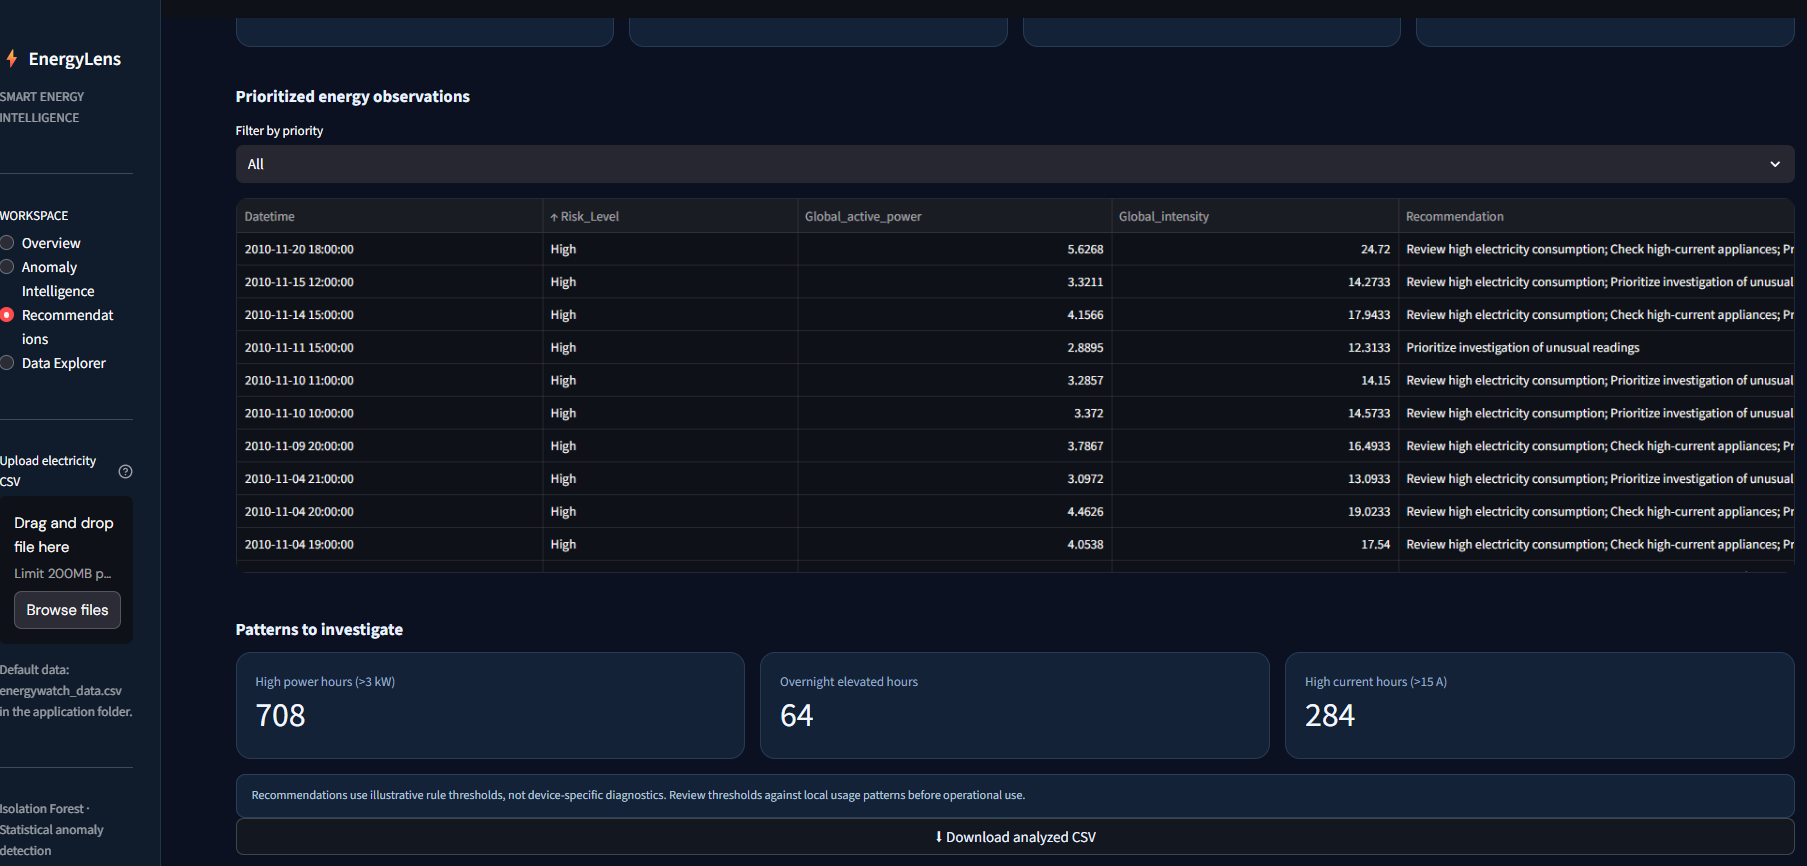 EnergyLens
SMART ENERGY
INTELLIGENCE
WORKSPACE
Overview
Anomaly
Intelligence
Recommendat
ions
Data Explorer
Upload electricity
CSV
Drag and drop
file here
Limit 200MB p...
Browse files
Default data:
energywatch_data.csv
in the application folder.
Isolation Forest ·
Statistical anomaly
detection
Prioritized energy observations
Filter by priority
All
Datetime ↑ Risk_Level Global_active_power Global_intensity Recommendation
2010-11-20 18:00:00 High 5.6268 24.72 Review high electricity consumption; Check high-current appliances; Pr
2010-11-15 12:00:00 High 3.3211 14.2733 Review high electricity consumption; Prioritize investigation of unusual
2010-11-14 15:00:00 High 4.1566 17.9433 Review high electricity consumption; Check high-current appliances; Pr
2010-11-11 15:00:00 High 2.8895 12.3133 Prioritize investigation of unusual readings
2010-11-10 11:00:00 High 3.2857 14.15 Review high electricity consumption; Prioritize investigation of unusual
2010-11-10 10:00:00 High 3.372 14.5733 Review high electricity consumption; Prioritize investigation of unusual
2010-11-09 20:00:00 High 3.7867 16.4933 Review high electricity consumption; Check high-current appliances; Pr
2010-11-04 21:00:00 High 3.0972 13.0933 Review high electricity consumption; Prioritize investigation of unusual
2010-11-04 20:00:00 High 4.4626 19.0233 Review high electricity consumption; Check high-current appliances; Pr
2010-11-04 19:00:00 High 4.0538 17.54 Review high electricity consumption; Check high-current appliances; Pr
Patterns to investigate
High power hours (>3 kW)
708
Overnight elevated hours
64
High current hours (>15 A)
284
Recommendations use illustrative rule thresholds, not device-specific diagnostics. Review thresholds against local usage patterns before operational use.
⬇ Download analyzed CSV